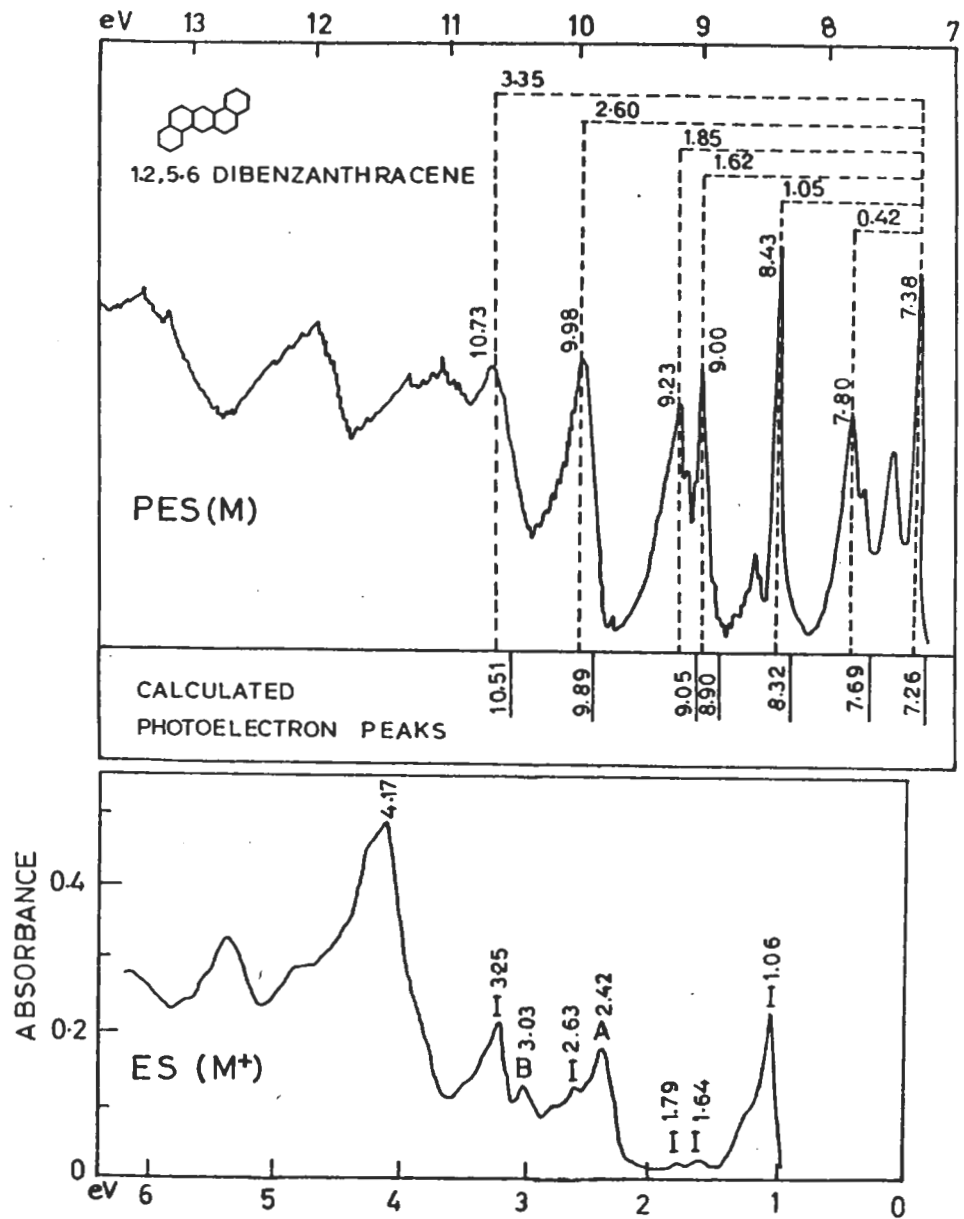 eV 13 12 11 10 9 8 7
3.35
2.60
1.85
1.62
1.05
0.42
1.2,5.6 DIBENZANTHRACENE
10.73
9.98
9.23
9.00
8.43
7.80
7.38
PES(M)
CALCULATED
PHOTOELECTRON PEAKS
10.51
9.89
9.05
8.90
8.32
7.69
7.26
ABSORBANCE
0.4
0.2
0
4.17
I 3.25
B 3.03
I 2.63
A 2.42
I 1.79
I 1.64
I 1.06
ES (M+)
eV 6 5 4 3 2 1 0